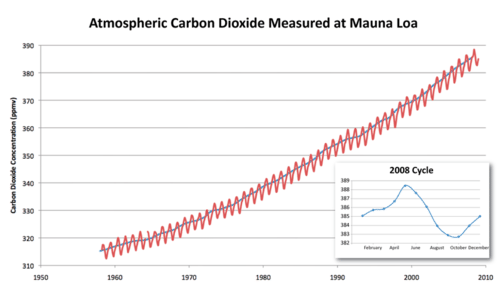 Atmospheric Carbon Dioxide Measured at Mauna Loa
Carbon Dioxide Concentration (ppmv)
390
380
370
360
350
340
330
320
310
1950
1960
1970
1980
1990
2000
2010
2008 Cycle
389
388
387
386
385
384
383
382
February
April
June
August
October
December